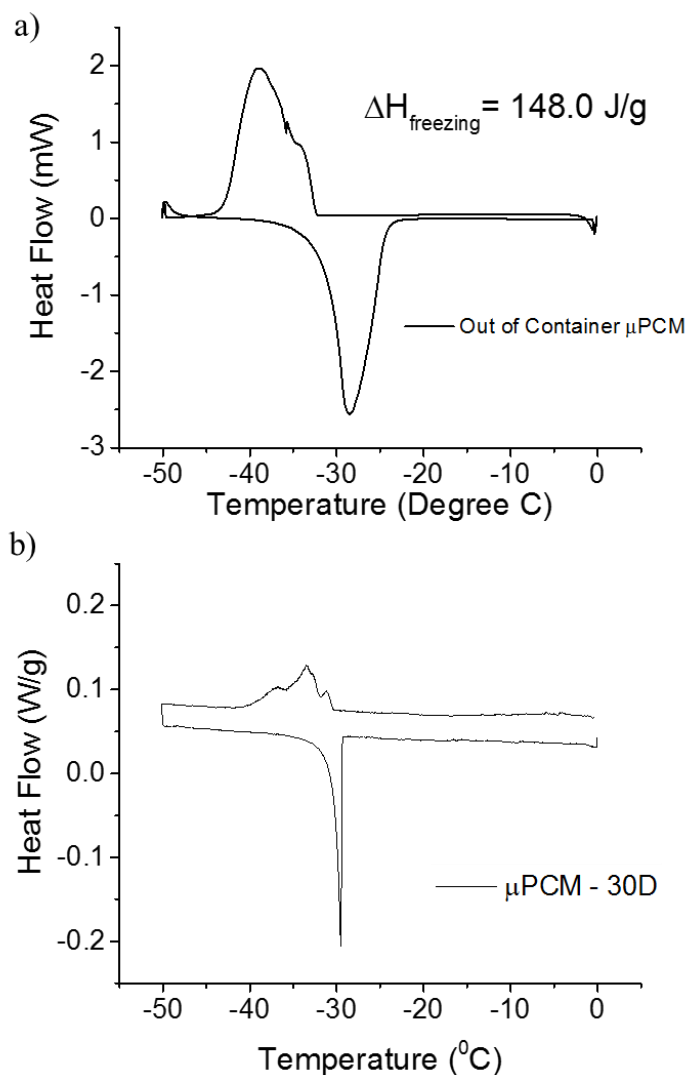 a)
2
1
0
-1
-2
-3
Heat Flow (mW)
ΔH_freezing = 148.0 J/g
Out of Container µPCM
-50 -40 -30 -20 -10 0
Temperature (Degree C)
b)
0.2
0.1
0.0
-0.1
-0.2
Heat Flow (W/g)
µPCM - 30D
-50 -40 -30 -20 -10 0
Temperature (⁰C)